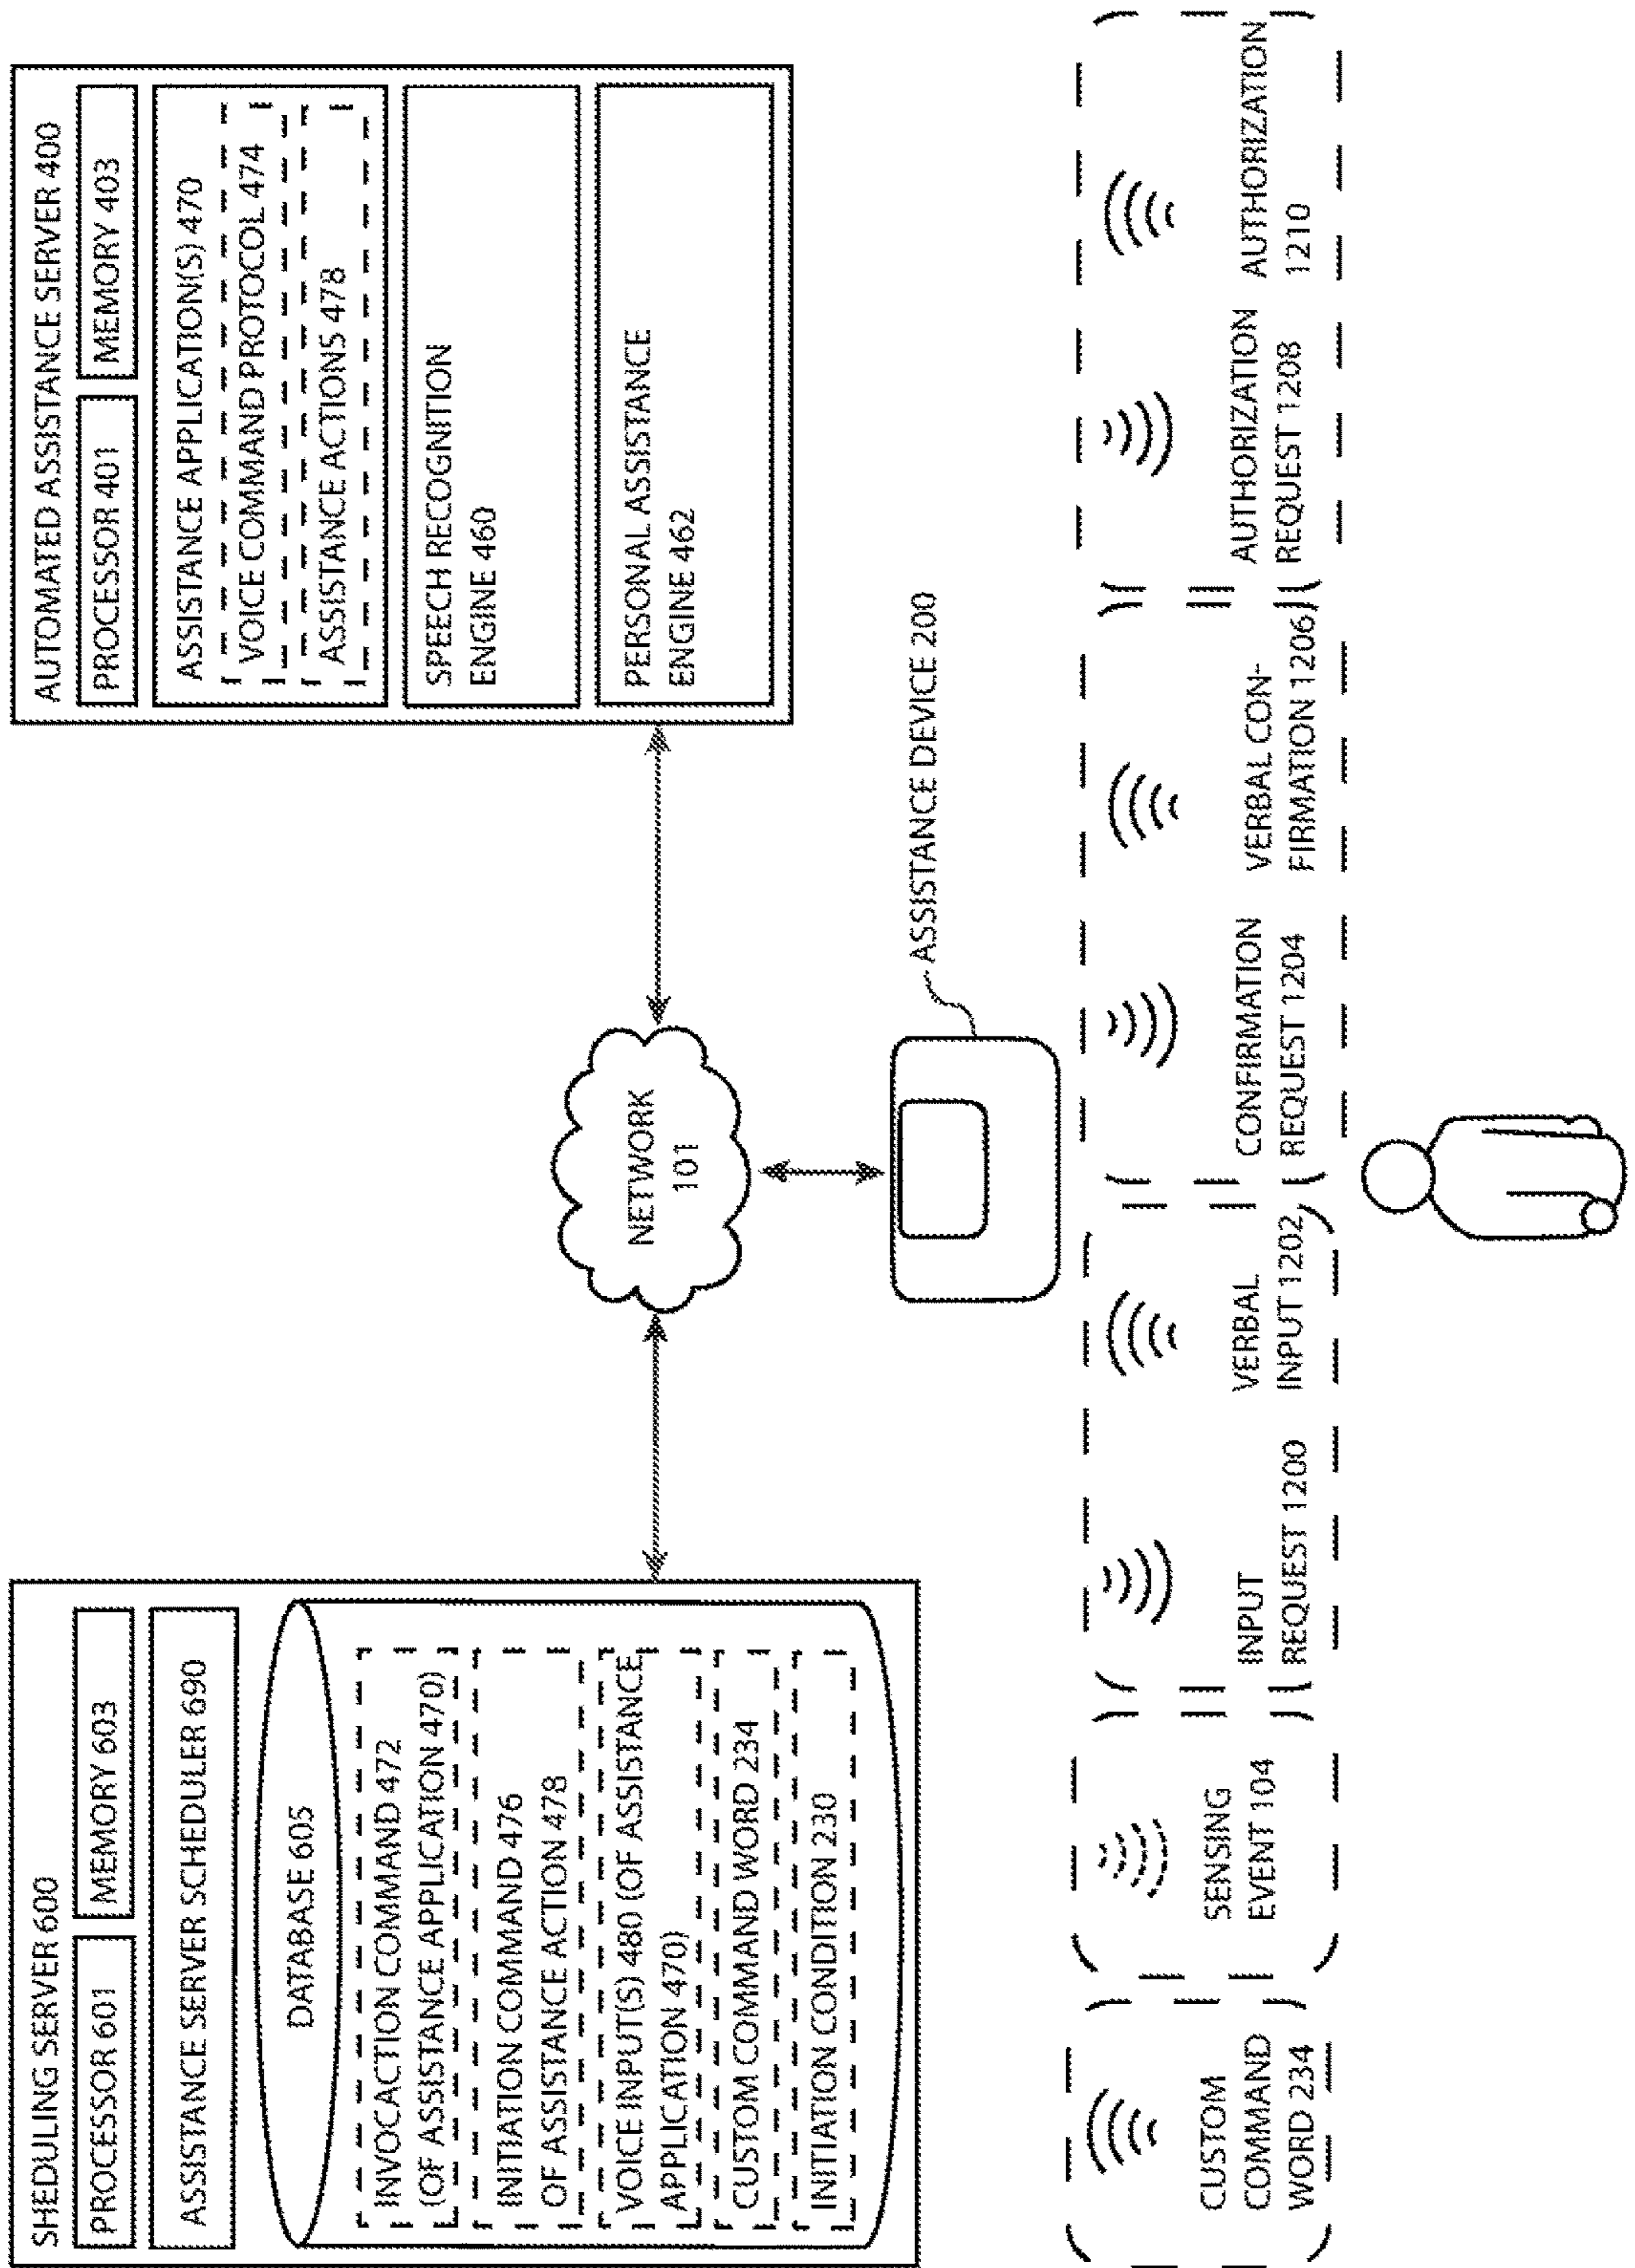 SHEDULING SERVER 600
PROCESSOR 601
MEMORY 603
ASSISTANCE SERVER SCHEDULER 690
DATABASE 605
INVOCACTION COMMAND 472
(OF ASSISTANCE APPLICATION 470)
INITIATION COMMAND 476
OF ASSISTANCE ACTION 478
VOICE INPUT(S) 480 (OF ASSISTANCE
APPLICATION 470)
CUSTOM COMMAND WORD 234
INITIATION CONDITION 230
AUTOMATED ASSISTANCE SERVER 400
PROCESSOR 401
MEMORY 403
ASSISTANCE APPLICATION(S) 470
VOICE COMMAND PROTOCOL 474
ASSISTANCE ACTIONS 478
SPEECH RECOGNITION
ENGINE 460
PERSONAL ASSISTANCE
ENGINE 462
NETWORK
101
ASSISTANCE DEVICE 200
CUSTOM
COMMAND
WORD 234
SENSING
EVENT 104
INPUT
REQUEST 1200
VERBAL
INPUT 1202
CONFIRMATION
REQUEST 1204
VERBAL CON-
FIRMATION 1206
AUTHORIZATION
REQUEST 1208
AUTHORIZATION
1210